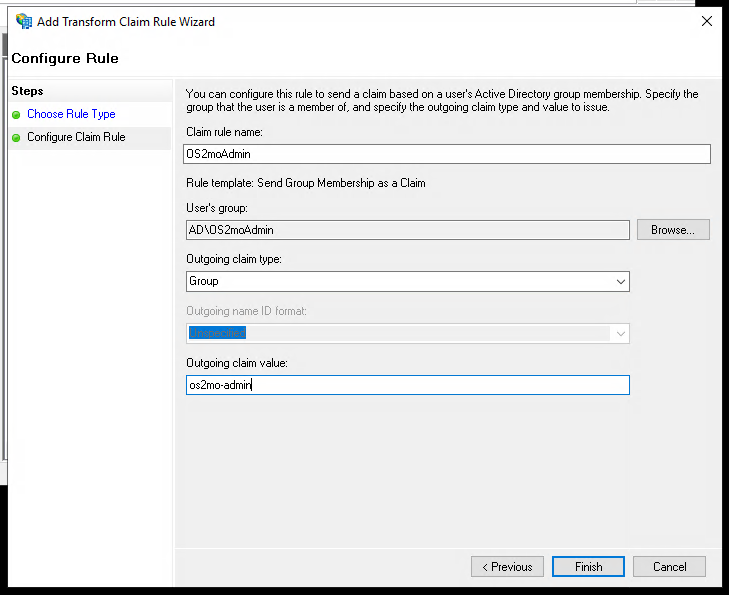 Add Transform Claim Rule Wizard
Configure Rule
Steps
Choose Rule Type
Configure Claim Rule
You can configure this rule to send a claim based on a user's Active Directory group membership. Specify the
group that the user is a member of, and specify the outgoing claim type and value to issue.
Claim rule name:
OS2moAdmin
Rule template: Send Group Membership as a Claim
User's group:
AD\OS2moAdmin
Browse...
Outgoing claim type:
Group
Outgoing name ID format:
Unspecified
Outgoing claim value:
os2mo-admin
< Previous
Finish
Cancel